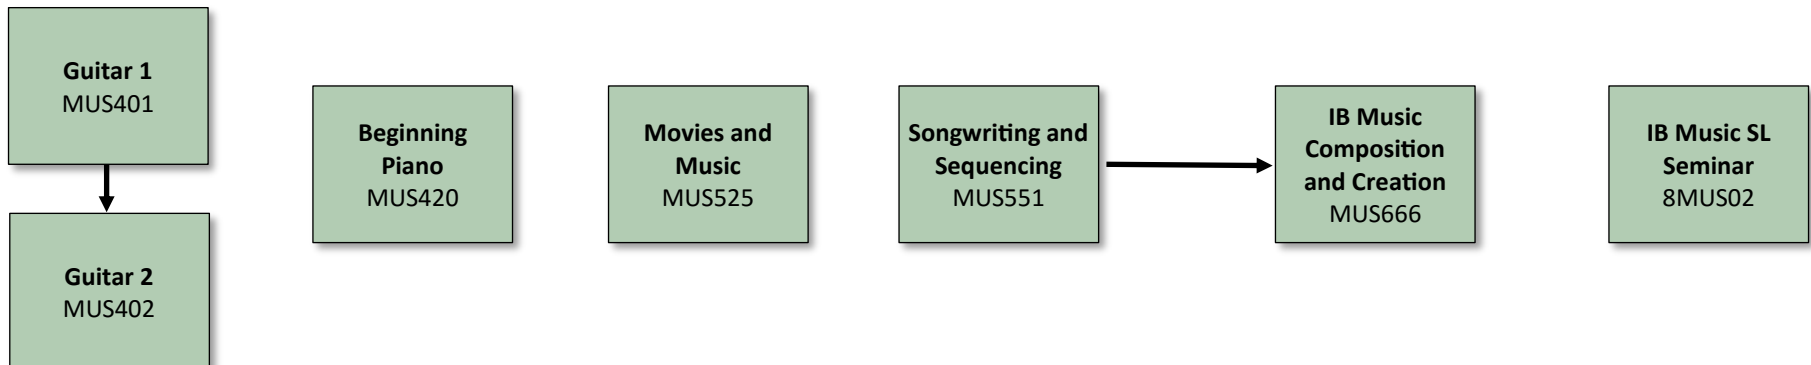 Guitar 1
MUS401
Guitar 2
MUS402
Beginning
Piano
MUS420
Movies and
Music
MUS525
Songwriting and
Sequencing
MUS551
IB Music
Composition
and Creation
MUS666
IB Music SL
Seminar
8MUS02